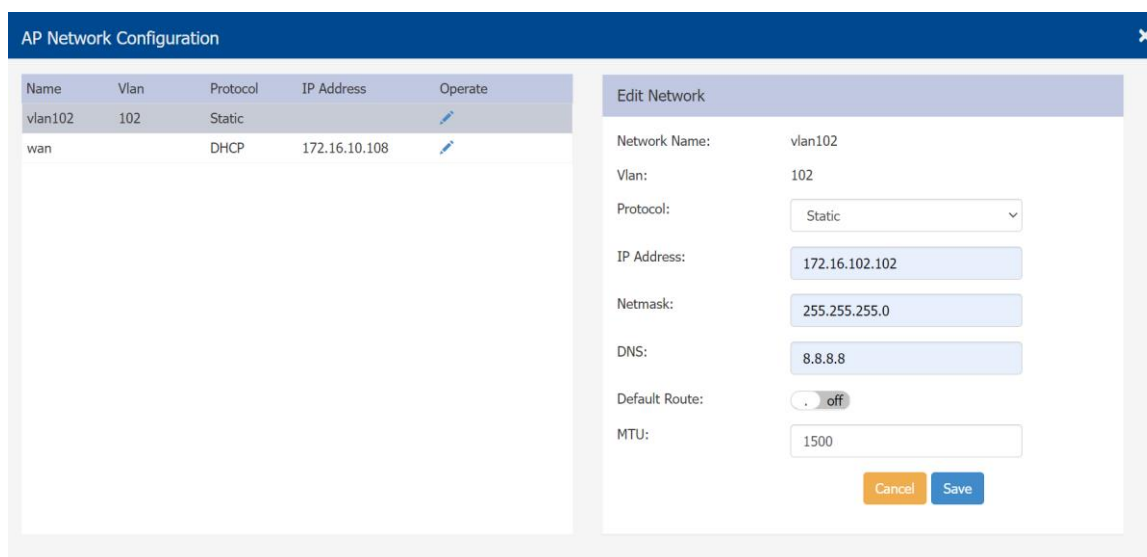 AP Network Configuration
Name Vlan Protocol IP Address Operate
vlan102 102 Static
wan DHCP 172.16.10.108
Edit Network
Network Name: vlan102
Vlan: 102
Protocol: Static
IP Address: 172.16.102.102
Netmask: 255.255.255.0
DNS: 8.8.8.8
Default Route: . off
MTU: 1500
Cancel Save